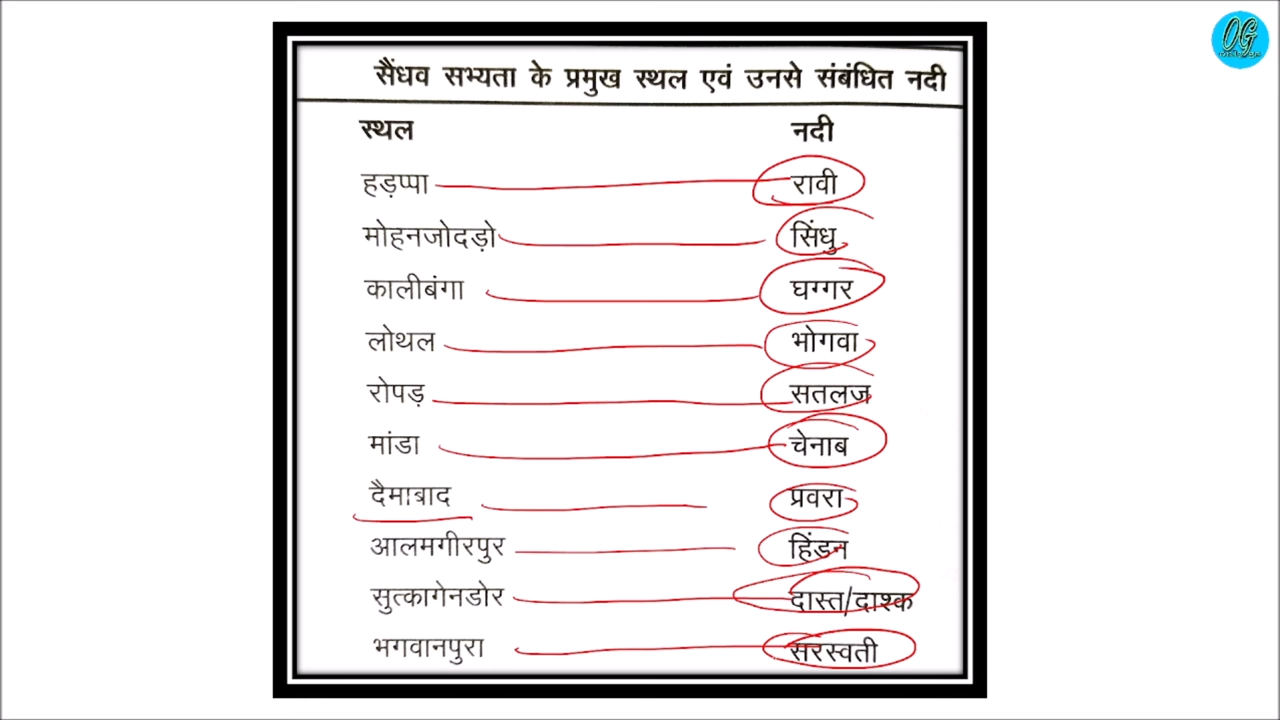 OG
सैंधव सभ्यता के प्रमुख स्थल एवं उनसे संबंधित नदी
स्थल नदी
हड़प्पा रावी
मोहनजोदड़ो सिंधु
कालीबंगा घग्गर
लोथल भोगवा
रोपड़ सतलज
मांडा चेनाब
दैमाबाद प्रवरा
आलमगीरपुर हिंडन
सुत्कागेनडोर दास्त/दाश्क
भगवानपुरा सरस्वती